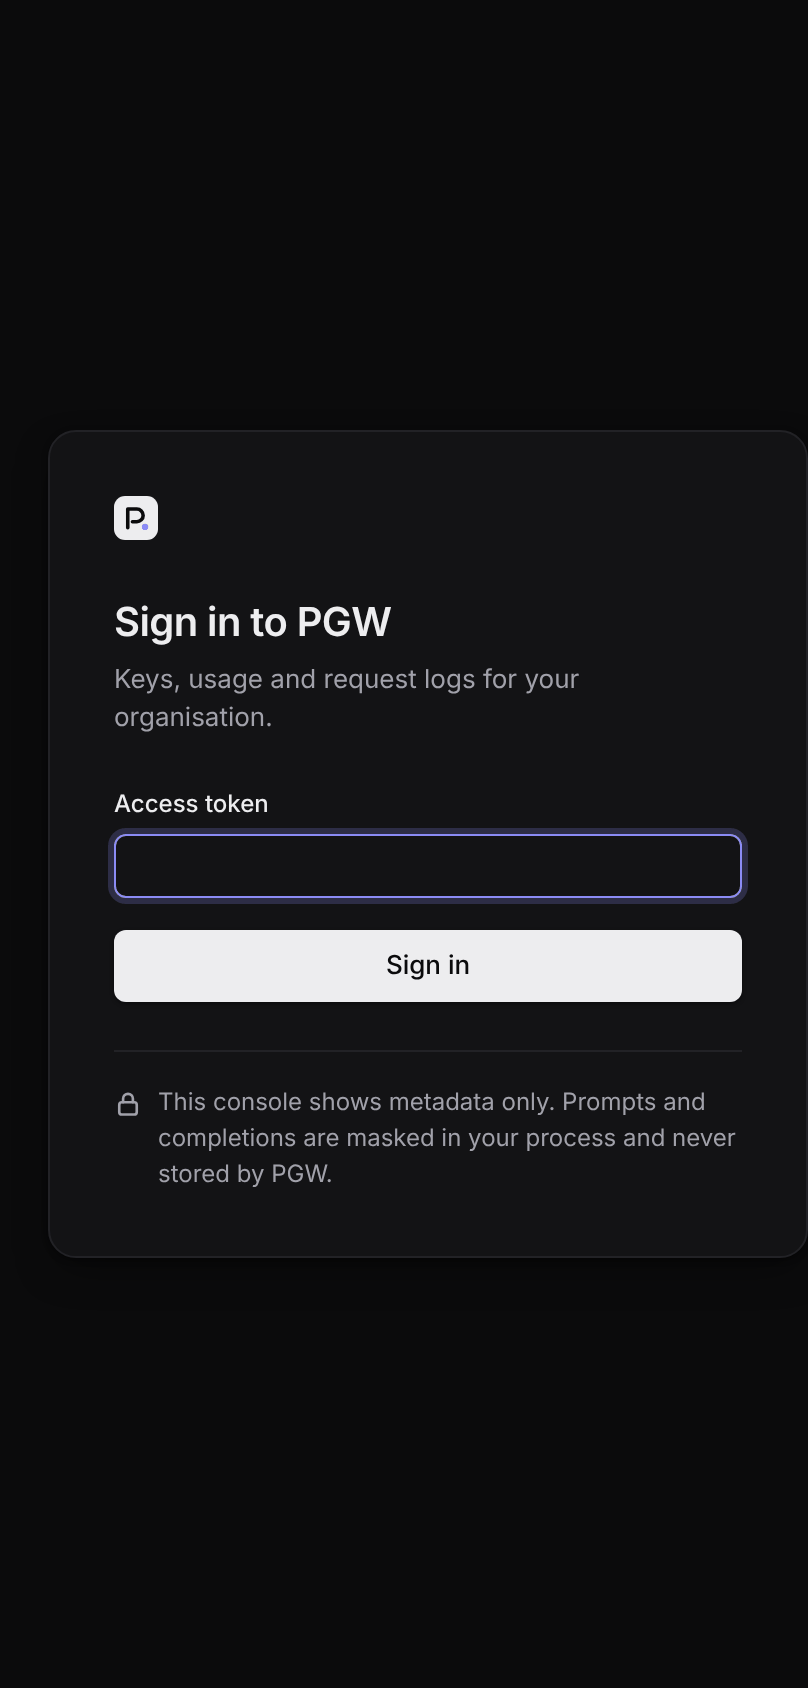 P.
Sign in to PGW
Keys, usage and request logs for your
organisation.
Access token
Sign in
This console shows metadata only. Prompts and
completions are masked in your process and never
stored by PGW.